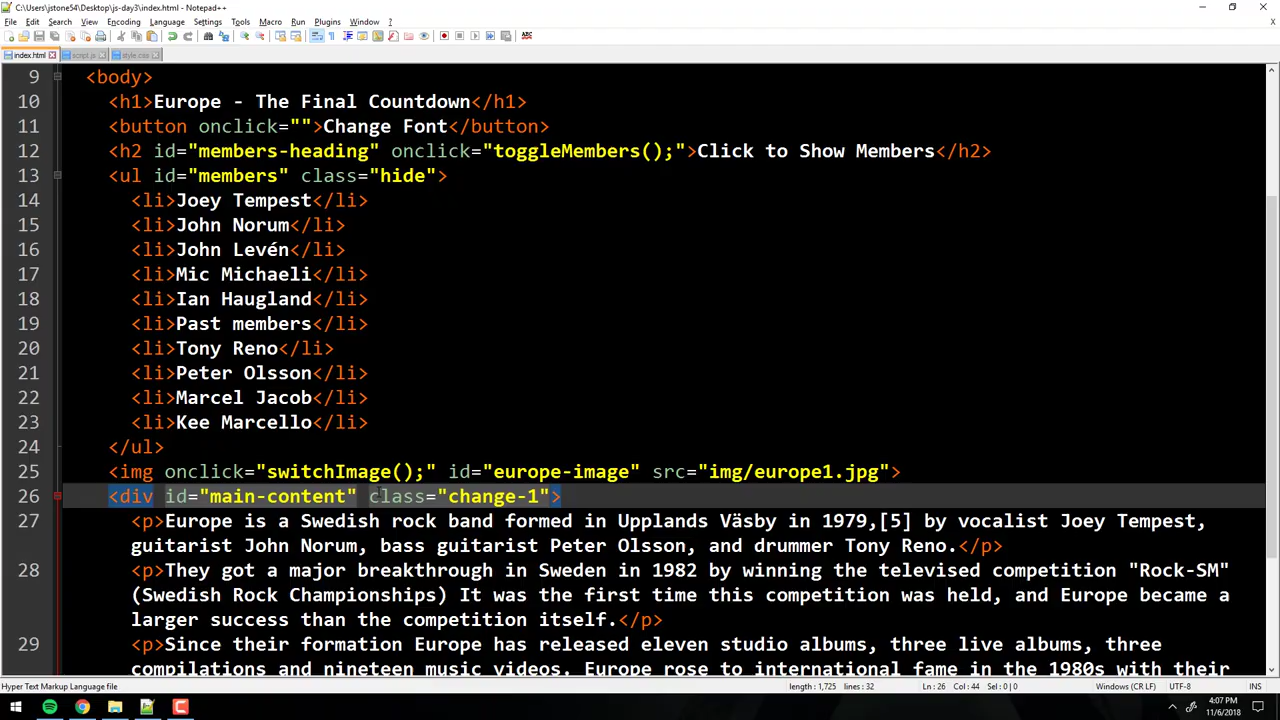 C:\Users\jstone54\Desktop\js-day3\index.html - Notepad++
File Edit Search View Encoding Language Settings Tools Macro Run Plugins Window ?
index.html script.js style.css
9 <body>
10 <h1>Europe - The Final Countdown</h1>
11 <button onclick="">Change Font</button>
12 <h2 id="members-heading" onclick="toggleMembers();">Click to Show Members</h2>
13 <ul id="members" class="hide">
14 <li>Joey Tempest</li>
15 <li>John Norum</li>
16 <li>John Levén</li>
17 <li>Mic Michaeli</li>
18 <li>Ian Haugland</li>
19 <li>Past members</li>
20 <li>Tony Reno</li>
21 <li>Peter Olsson</li>
22 <li>Marcel Jacob</li>
23 <li>Kee Marcello</li>
24 </ul>
25 <img onclick="switchImage();" id="europe-image" src="img/europe1.jpg">
26 <div id="main-content" class="change-1">
27 <p>Europe is a Swedish rock band formed in Upplands Väsby in 1979,[5] by vocalist Joey Tempest,
guitarist John Norum, bass guitarist Peter Olsson, and drummer Tony Reno.</p>
28 <p>They got a major breakthrough in Sweden in 1982 by winning the televised competition "Rock-SM"
(Swedish Rock Championships) It was the first time this competition was held, and Europe became a
larger success than the competition itself.</p>
29 <p>Since their formation Europe has released eleven studio albums, three live albums, three
compilations and nineteen music videos. Europe rose to international fame in the 1980s with their
Hyper Text Markup Language file length : 1,725 lines : 32 Ln : 26 Col : 44 Sel : 0 | 0 Windows (CR LF) UTF-8 INS
4:07 PM
11/6/2018